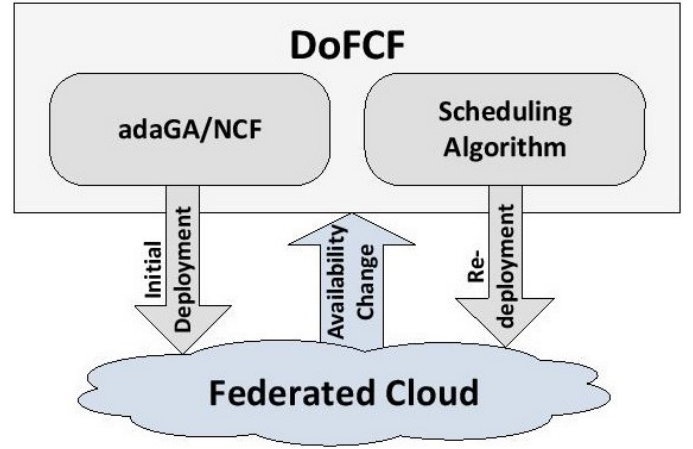 DoFCF
adaGA/NCF
Scheduling
Algorithm
Initial
Deployment
Availability
Change
Re-
deployment
Federated Cloud